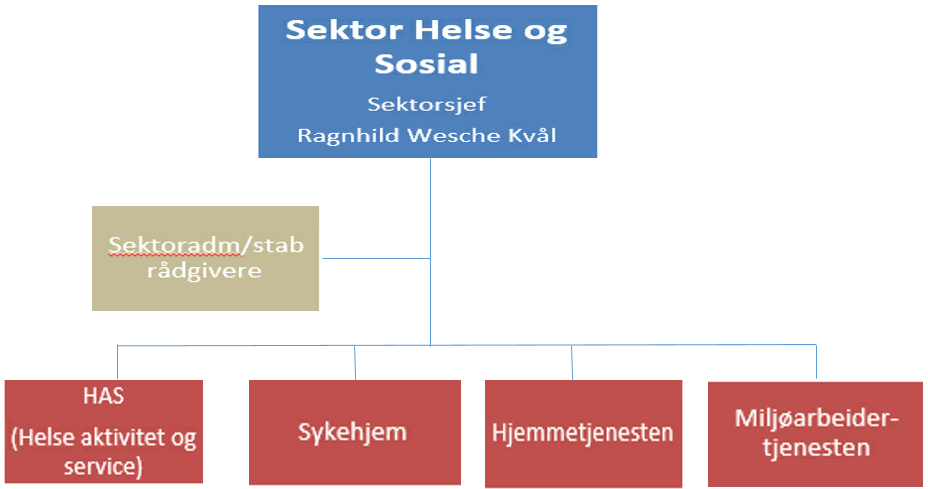 Sektor Helse og
Sosial
Sektorsjef
Ragnhild Wesche Kvål
Sektoradm/stab
rådgivere
HAS
(Helse aktivitet og
service)
Sykehjem
Hjemmetjenesten
Miljøarbeider-
tjenesten